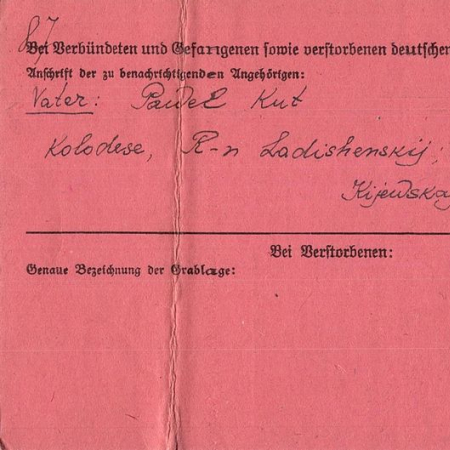 87
Bei Verbündeten und Gefangenen sowie verstorbenen deutschen
Anschrift der zu benachrichtigenden Angehörigen:
Vater: Pawel Kut
Kolodese, R-n Ladishenskij,
Kijewskaj
Bei Verstorbenen:
Genaue Bezeichnung der Grablage: